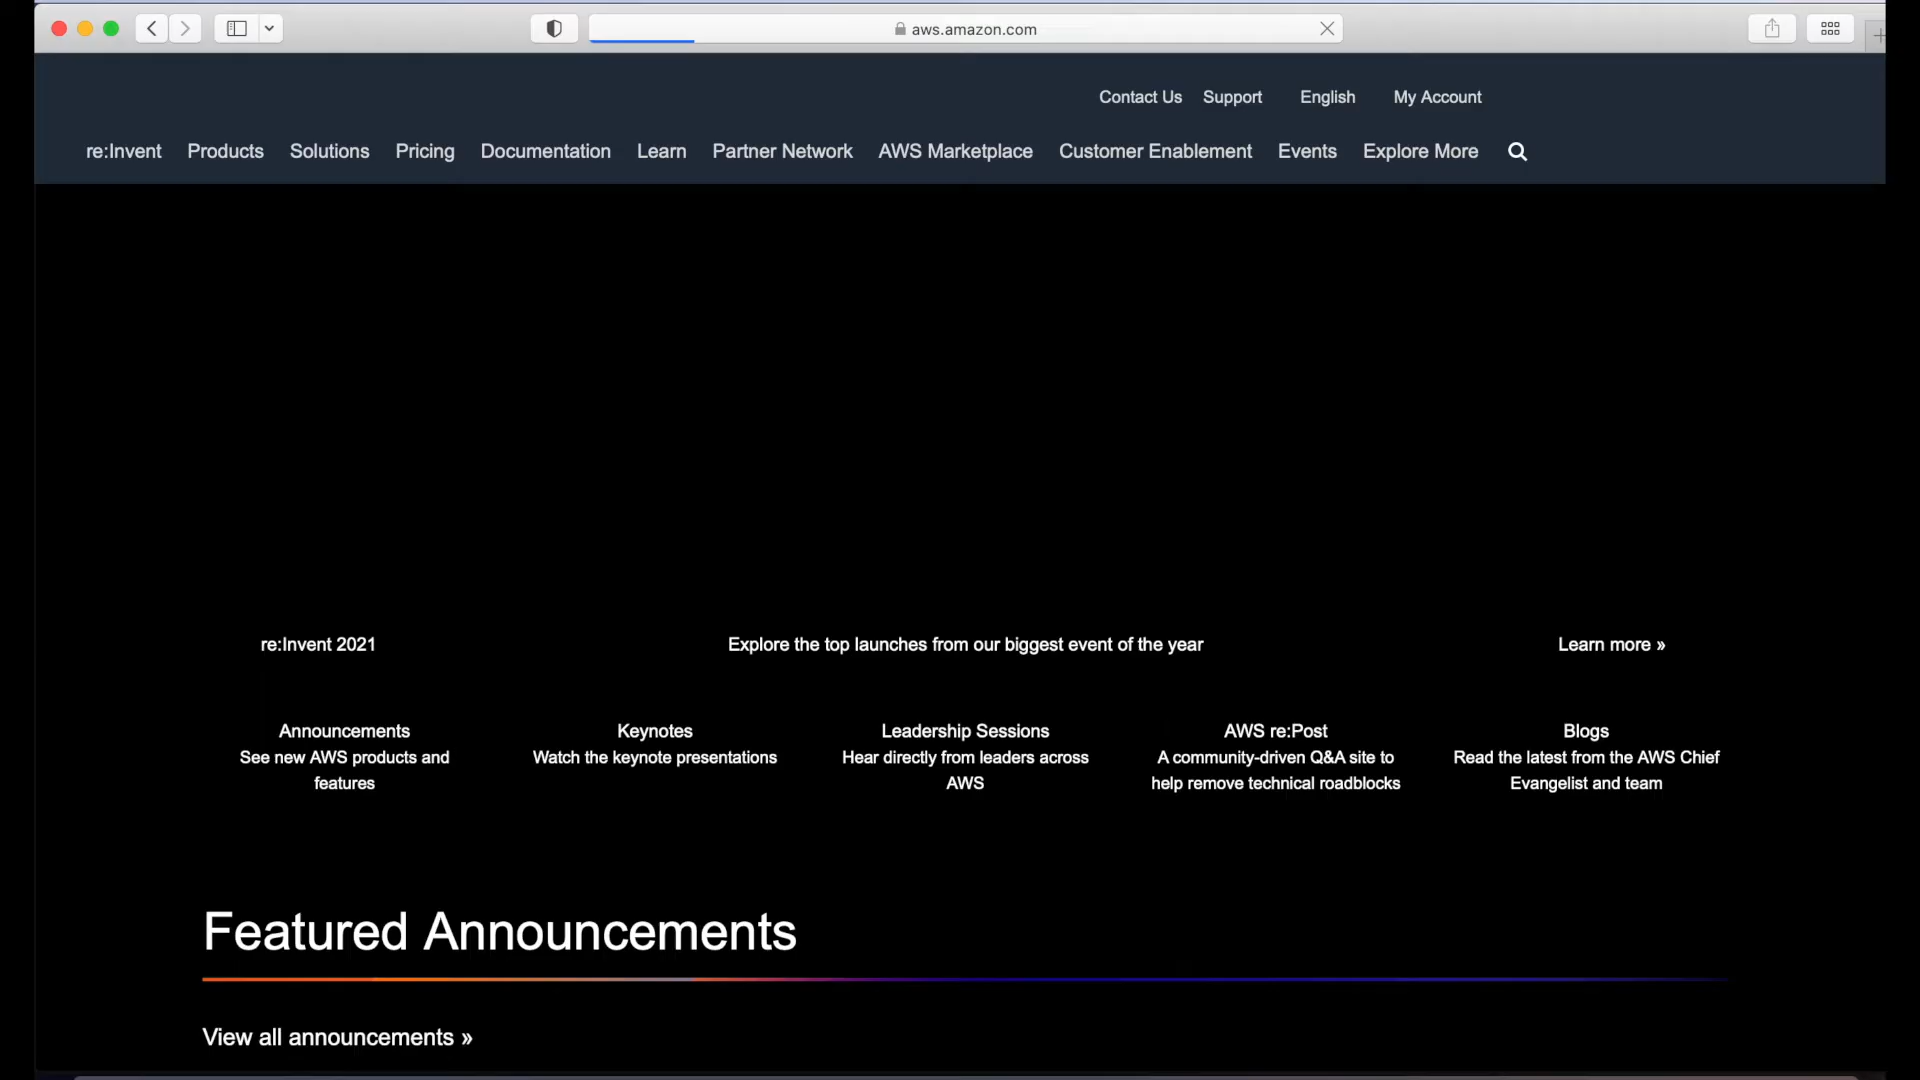 aws.amazon.com
Contact Us Support English My Account
re:Invent Products Solutions Pricing Documentation Learn Partner Network AWS Marketplace Customer Enablement Events Explore More
re:Invent 2021 Explore the top launches from our biggest event of the year Learn more »
Announcements
See new AWS products and
features
Keynotes
Watch the keynote presentations
Leadership Sessions
Hear directly from leaders across
AWS
AWS re:Post
A community-driven Q&A site to
help remove technical roadblocks
Blogs
Read the latest from the AWS Chief
Evangelist and team
Featured Announcements
View all announcements »